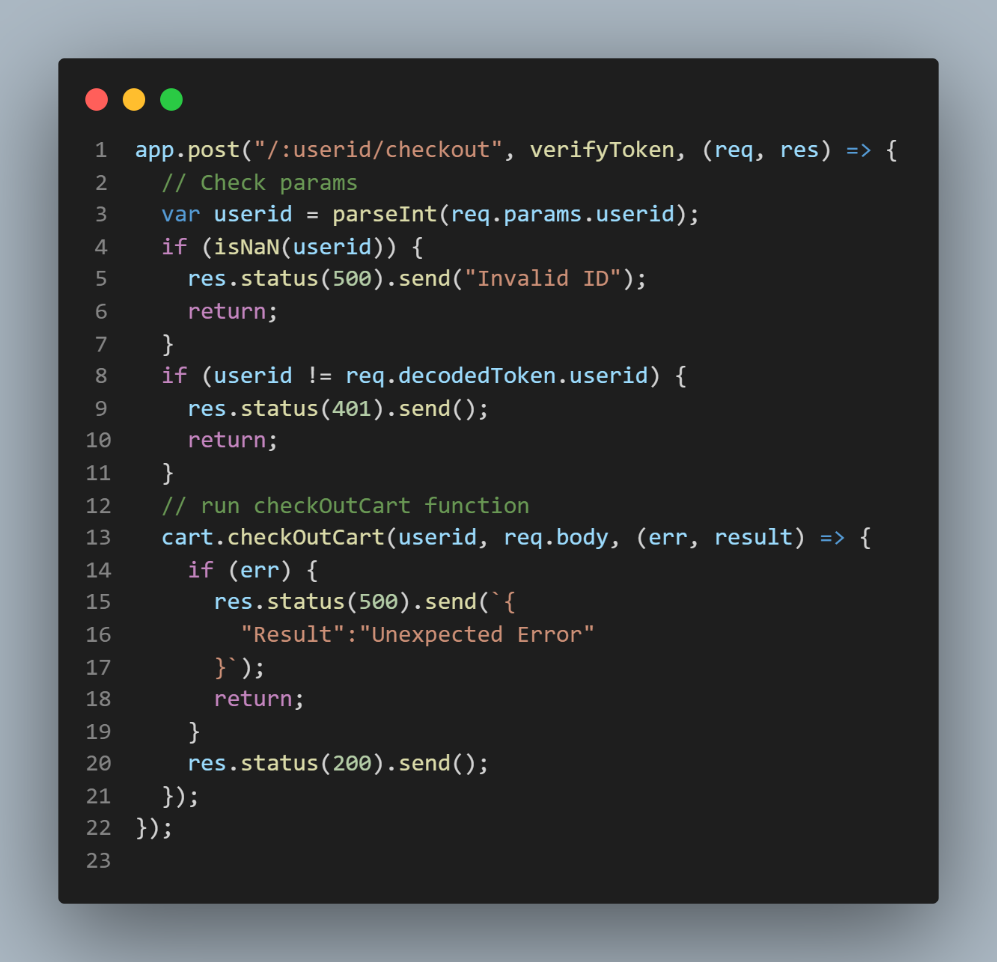 1 app.post("/:userid/checkout", verifyToken, (req, res) => {
2   // Check params
3   var userid = parseInt(req.params.userid);
4   if (isNaN(userid)) {
5     res.status(500).send("Invalid ID");
6     return;
7   }
8   if (userid != req.decodedToken.userid) {
9     res.status(401).send();
10     return;
11   }
12   // run checkOutCart function
13   cart.checkOutCart(userid, req.body, (err, result) => {
14     if (err) {
15       res.status(500).send(`{
16         "Result":"Unexpected Error"
17       }`);
18       return;
19     }
20     res.status(200).send();
21   });
22 });
23